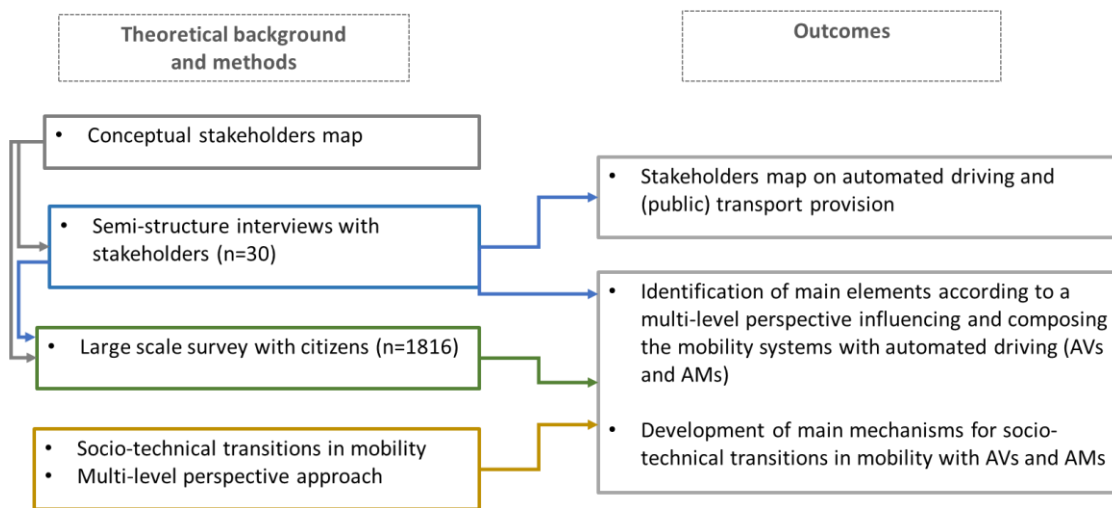 Theoretical background
and methods
• Conceptual stakeholders map
• Semi-structure interviews with
stakeholders (n=30)
• Large scale survey with citizens (n=1816)
• Socio-technical transitions in mobility
• Multi-level perspective approach
Outcomes
• Stakeholders map on automated driving and
(public) transport provision
• Identification of main elements according to a
multi-level perspective influencing and composing
the mobility systems with automated driving (AVs
and AMs)
• Development of main mechanisms for socio-
technical transitions in mobility with AVs and AMs